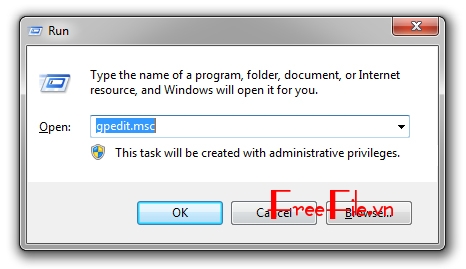 Run
Type the name of a program, folder, document, or Internet
resource, and Windows will open it for you.
Open: gpedit.msc
This task will be created with administrative privileges.
OK Cancel Browse...
FreeFile.vn